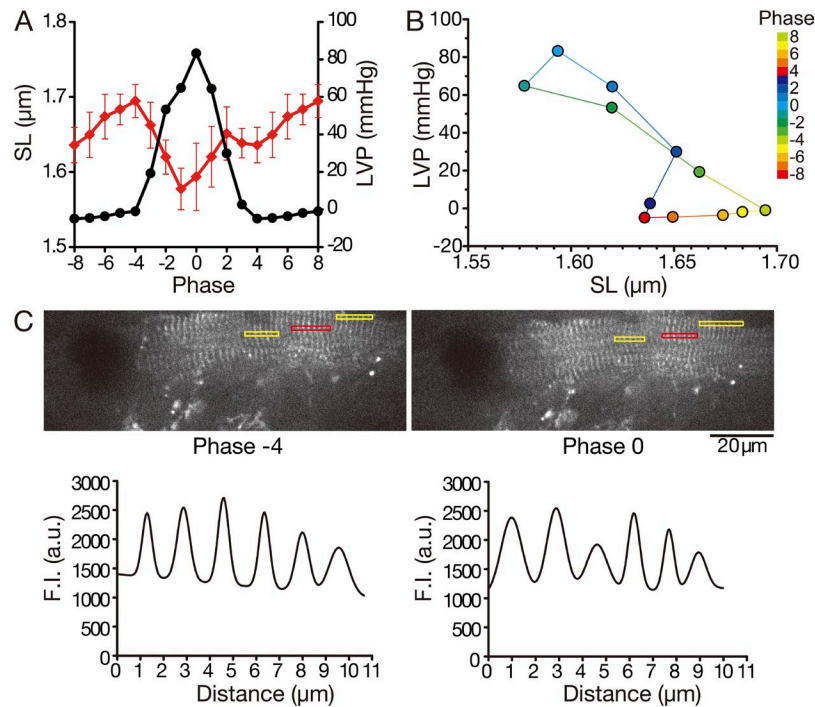 A
SL (µm)
1.8
1.7
1.6
1.5
-8 -6 -4 -2 0 2 4 6 8
Phase
100
80
60
40
20
0
-20
LVP (mmHg)
B
LVP (mmHg)
100
80
60
40
20
0
-20
1.55 1.60 1.65 1.70
SL (µm)
Phase
8
6
4
2
0
-2
-4
-6
-8
C
Phase -4
Phase 0
20µm
F.I. (a.u.)
3000
2500
2000
1500
1000
500
0
0 1 2 3 4 5 6 7 8 9 10 11
Distance (µm)
F.I. (a.u.)
3000
2500
2000
1500
1000
500
0
0 1 2 3 4 5 6 7 8 9 10 11
Distance (µm)